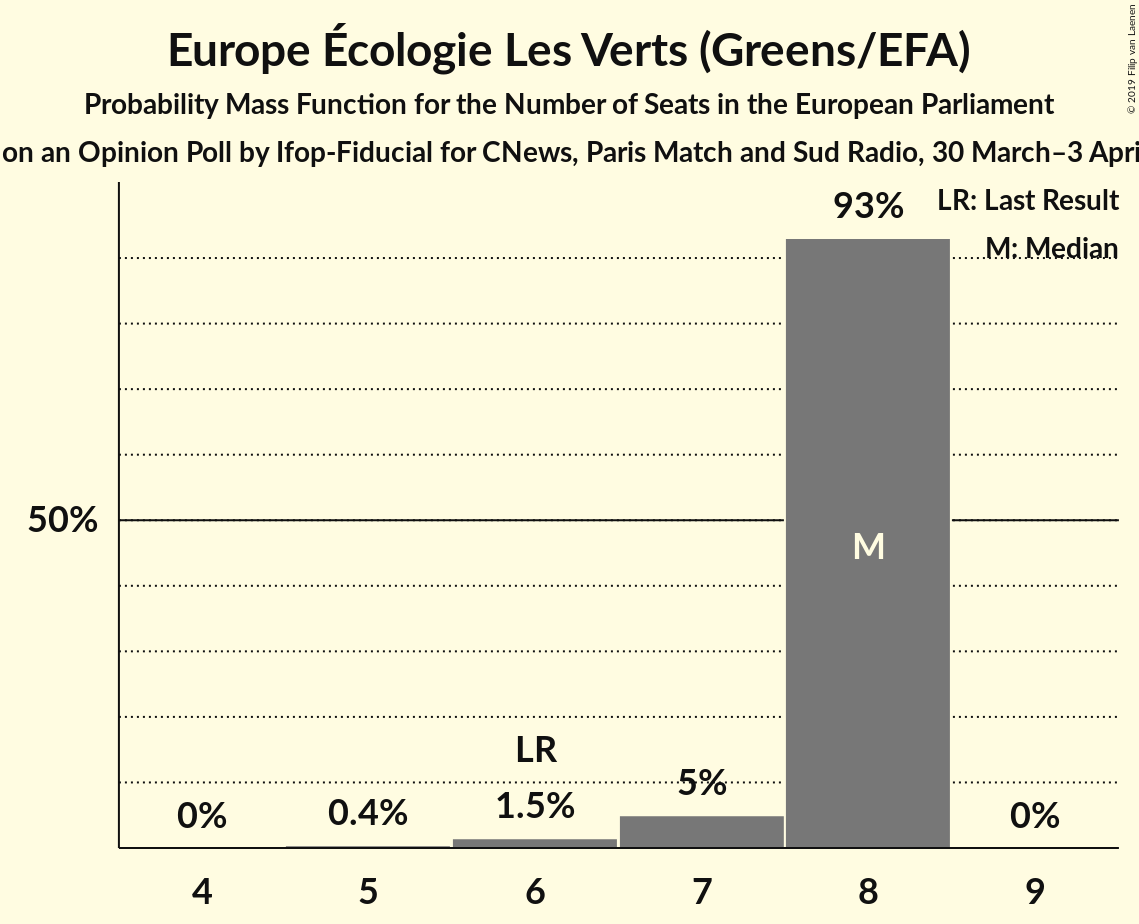 Europe Écologie Les Verts (Greens/EFA)
Probability Mass Function for the Number of Seats in the European Parliament
on an Opinion Poll by Ifop-Fiducial for CNews, Paris Match and Sud Radio, 30 March–3 Apri
© 2019 Filip van Laenen
LR: Last Result
M: Median
93%
50%
M
LR
5%
1.5%
0.4%
0%
0%
4 5 6 7 8 9